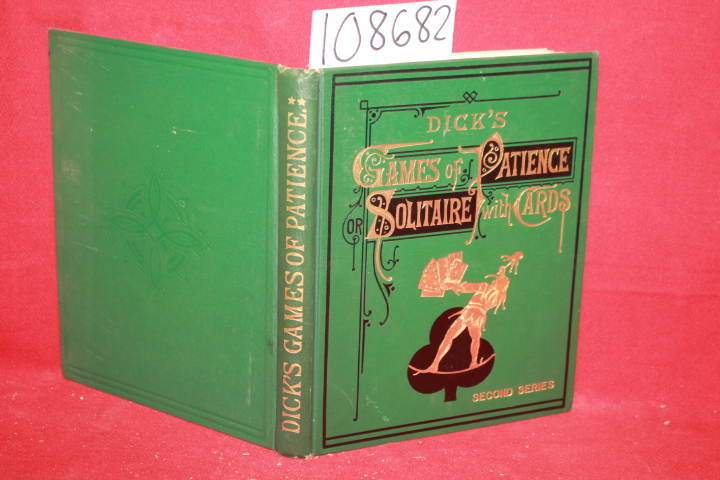 108682
DICK'S GAMES OF PATIENCE.
DICK'S
GAMES OF PATIENCE
OR SOLITAIRE with CARDS
SECOND SERIES